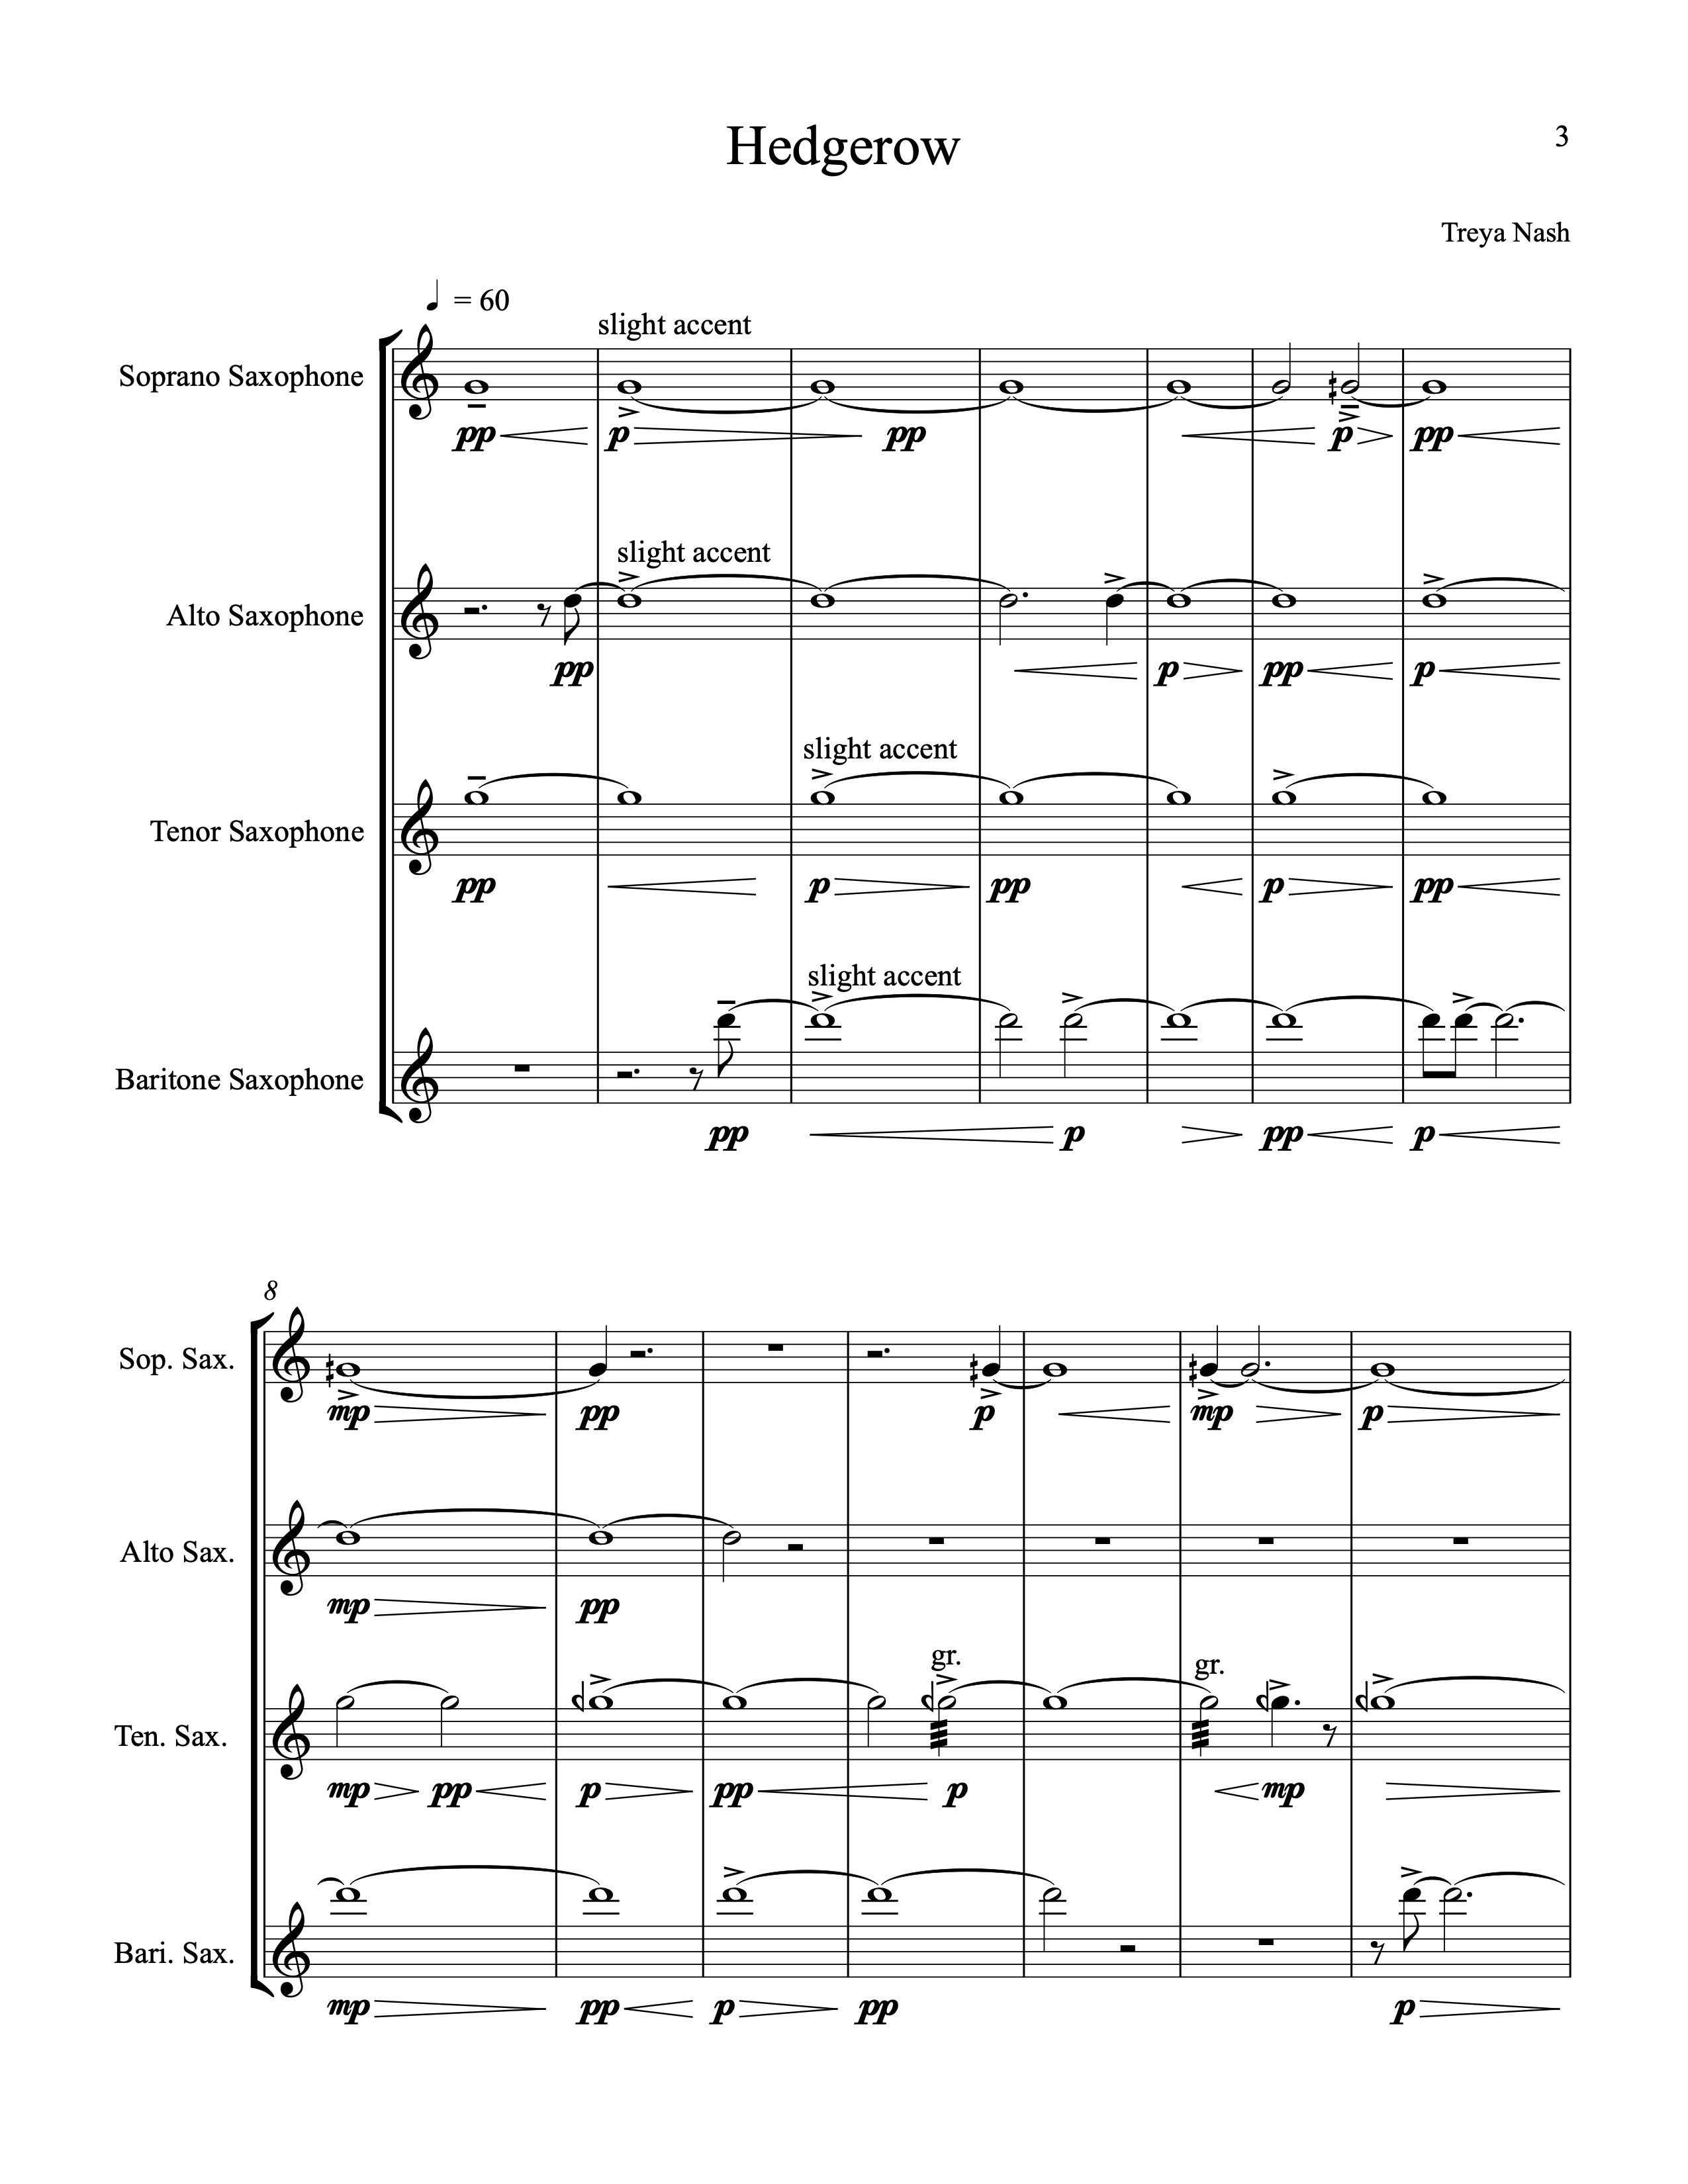 Hedgerow
3
Treya Nash
= 60
slight accent
Soprano Saxophone
pp p pp p pp
slight accent
Alto Saxophone
pp p pp p
slight accent
Tenor Saxophone
pp p pp p pp
slight accent
Baritone Saxophone
pp p pp p
8
Sop. Sax.
mp pp p mp p
Alto Sax.
mp pp
gr. gr.
Ten. Sax.
mp pp p pp p mp
Bari. Sax.
mp pp p pp p